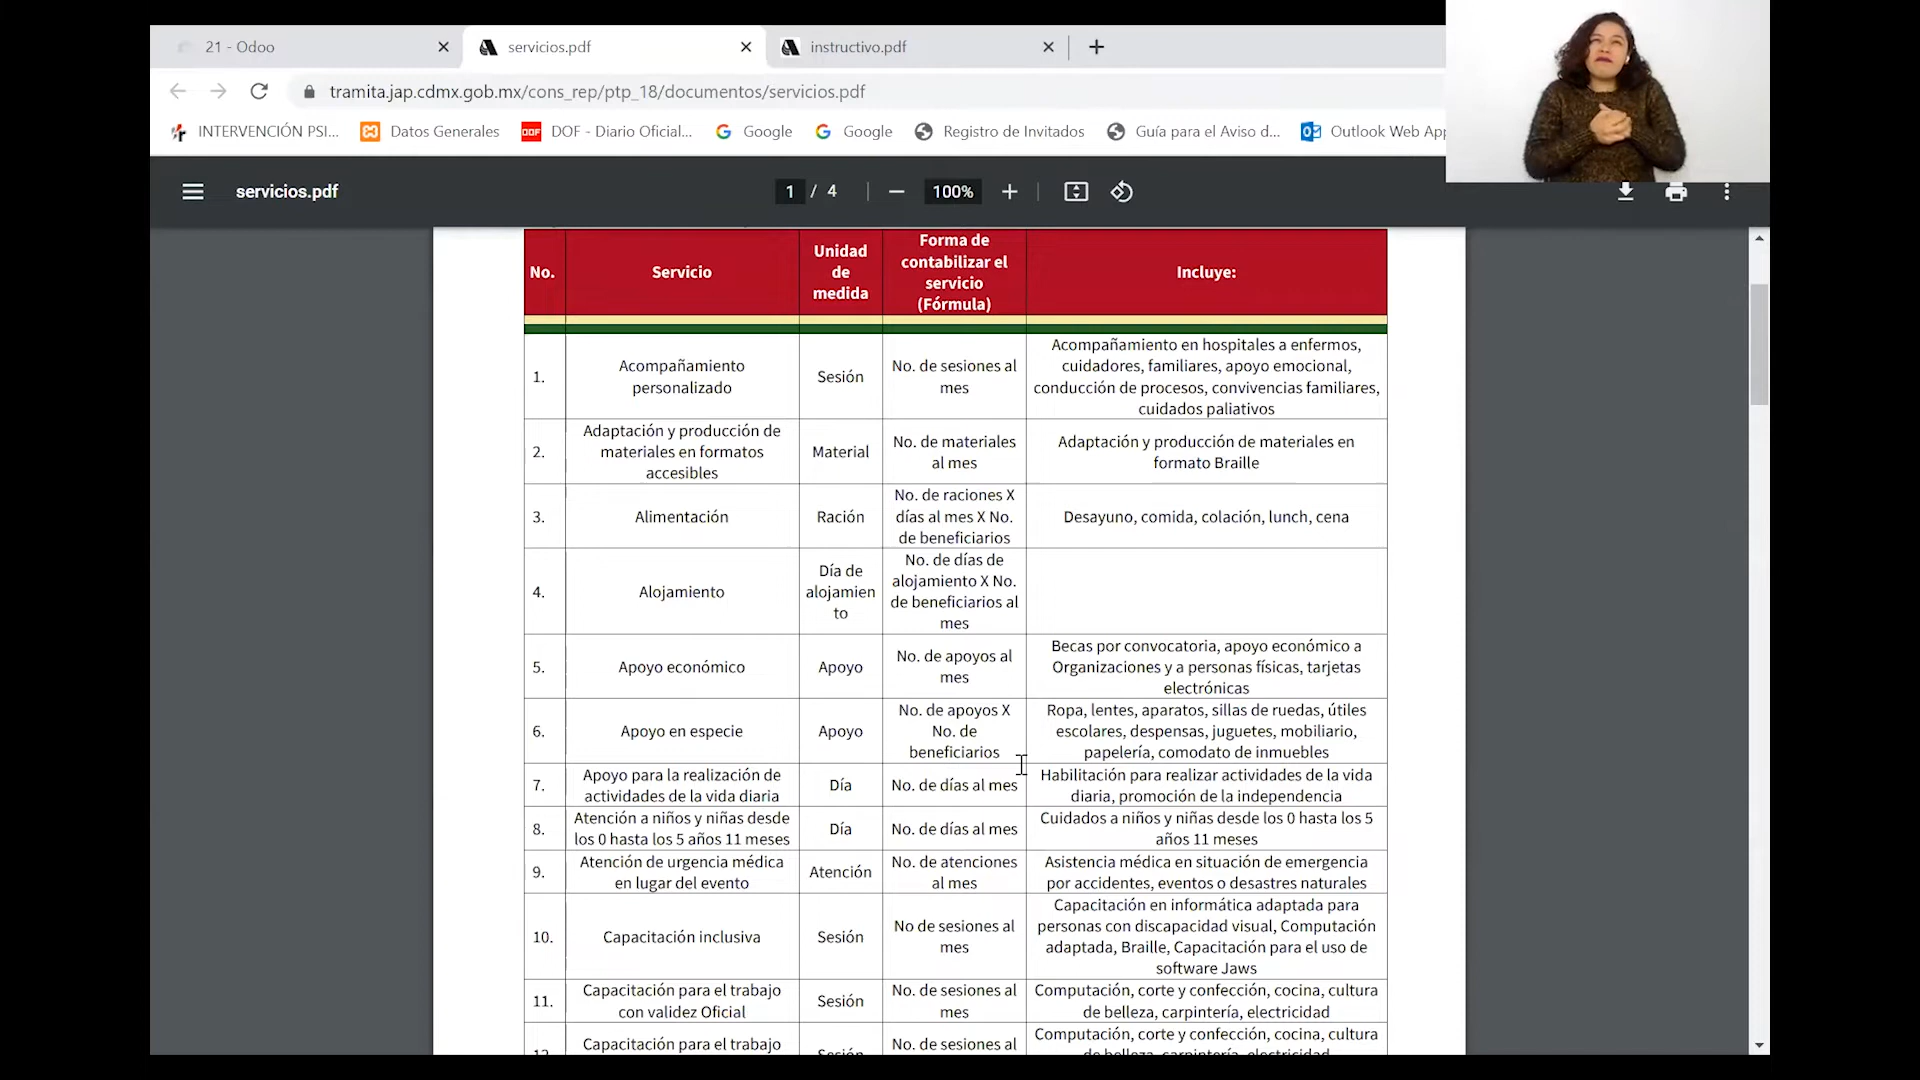 21 - Odoo
servicios.pdf
instructivo.pdf
tramita.jap.cdmx.gob.mx/cons_rep/ptp_18/documentos/servicios.pdf
INTERVENCIÓN PSI...
Datos Generales
DOF - Diario Oficial...
Google
Google
Registro de Invitados
Guía para el Aviso d...
Outlook Web App
servicios.pdf
1 / 4
100%
No.
Servicio
Unidad
de
medida
Forma de
contabilizar el
servicio
(Fórmula)
Incluye:
1.
Acompañamiento
personalizado
Sesión
No. de sesiones al
mes
Acompañamiento en hospitales a enfermos,
cuidadores, familiares, apoyo emocional,
conducción de procesos, convivencias familiares,
cuidados paliativos
2.
Adaptación y producción de
materiales en formatos
accesibles
Material
No. de materiales
al mes
Adaptación y producción de materiales en
formato Braille
3.
Alimentación
Ración
No. de raciones X
días al mes X No.
de beneficiarios
Desayuno, comida, colación, lunch, cena
4.
Alojamiento
Día de
alojamien
to
No. de días de
alojamiento X No.
de beneficiarios al
mes
5.
Apoyo económico
Apoyo
No. de apoyos al
mes
Becas por convocatoria, apoyo económico a
Organizaciones y a personas físicas, tarjetas
electrónicas
6.
Apoyo en especie
Apoyo
No. de apoyos X
No. de
beneficiarios
Ropa, lentes, aparatos, sillas de ruedas, útiles
escolares, despensas, juguetes, mobiliario,
papelería, comodato de inmuebles
7.
Apoyo para la realización de
actividades de la vida diaria
Día
No. de días al mes
Habilitación para realizar actividades de la vida
diaria, promoción de la independencia
8.
Atención a niños y niñas desde
los 0 hasta los 5 años 11 meses
Día
No. de días al mes
Cuidados a niños y niñas desde los 0 hasta los 5
años 11 meses
9.
Atención de urgencia médica
en lugar del evento
Atención
No. de atenciones
al mes
Asistencia médica en situación de emergencia
por accidentes, eventos o desastres naturales
10.
Capacitación inclusiva
Sesión
No de sesiones al
mes
Capacitación en informática adaptada para
personas con discapacidad visual, Computación
adaptada, Braille, Capacitación para el uso de
software Jaws
11.
Capacitación para el trabajo
con validez Oficial
Sesión
No. de sesiones al
mes
Computación, corte y confección, cocina, cultura
de belleza, carpintería, electricidad
12.
Capacitación para el trabajo
Sesión
No. de sesiones al
Computación, corte y confección, cocina, cultura
de belleza, carpintería, electricidad